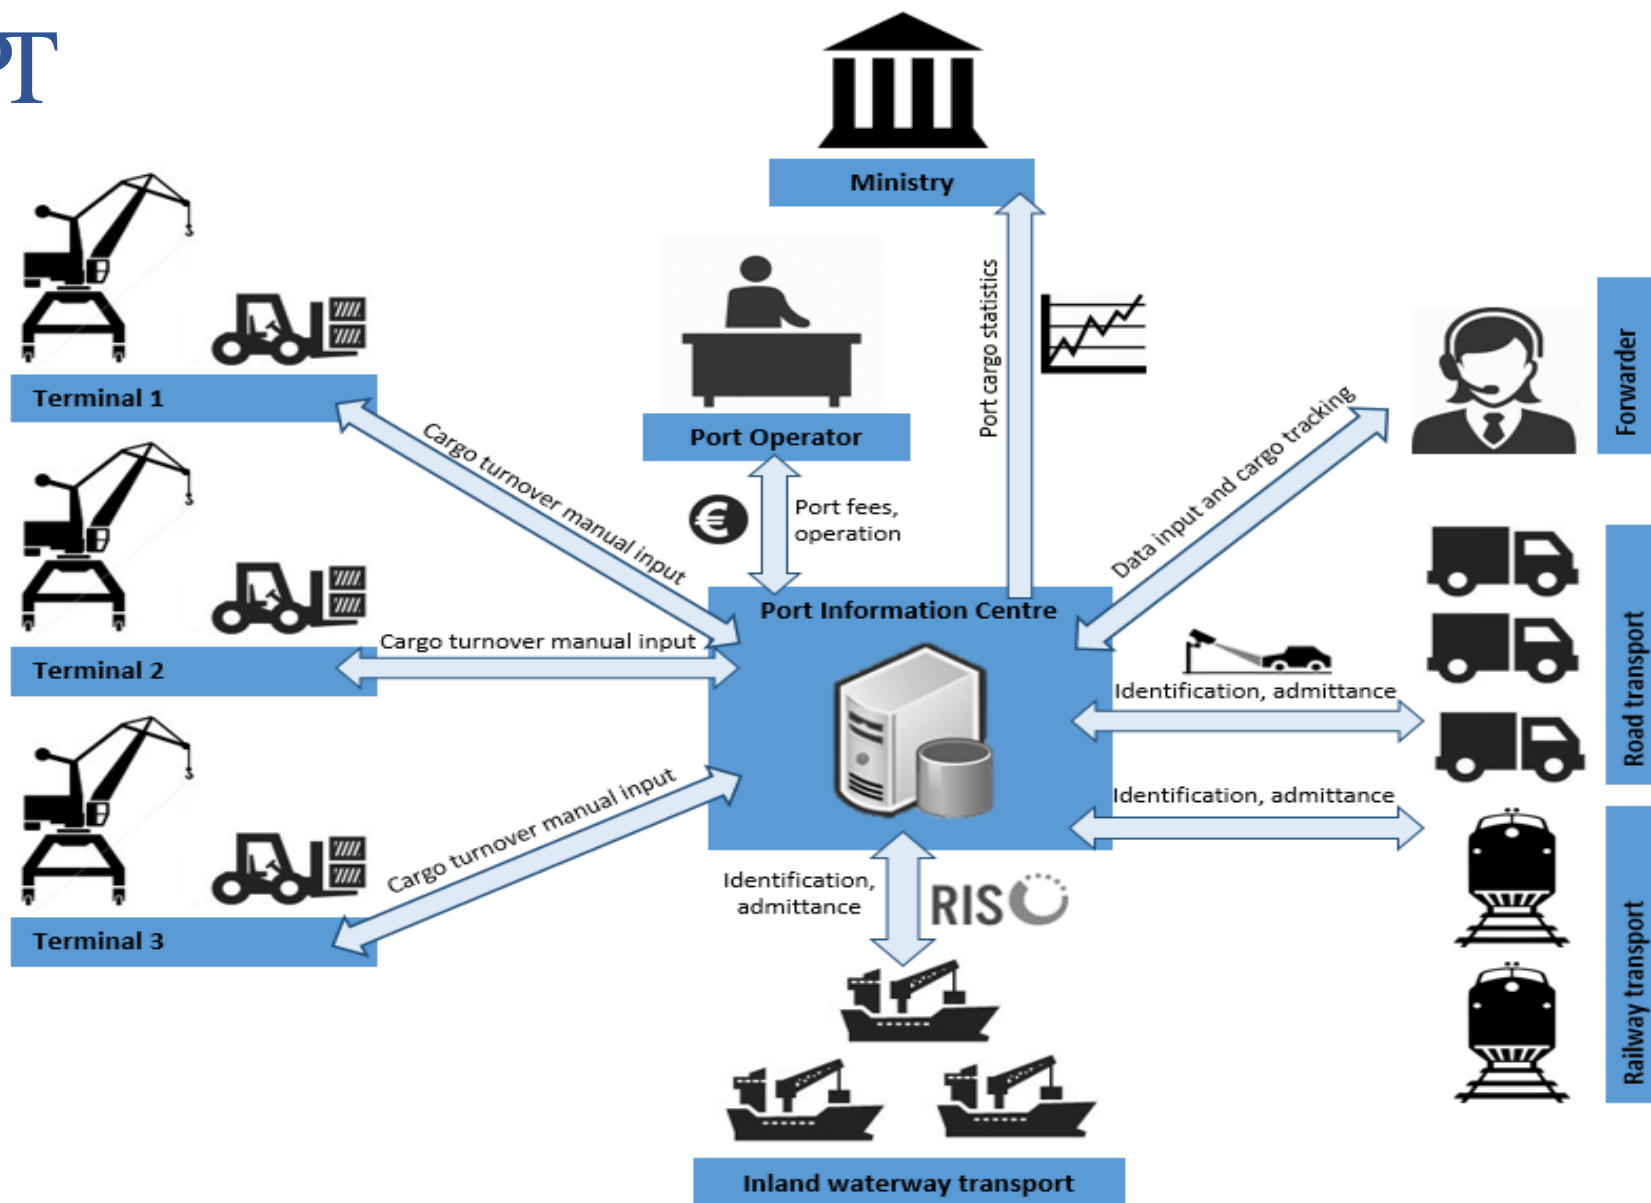 PT
Ministry
Port cargo statistics
Port Operator
€
Port fees,
operation
Terminal 1
Cargo turnover manual input
Terminal 2
Cargo turnover manual input
Terminal 3
Cargo turnover manual input
Port Information Centre
Data input and cargo tracking
Forwarder
Identification, admittance
Road transport
Identification, admittance
Railway transport
Identification,
admittance
RIS
Inland waterway transport